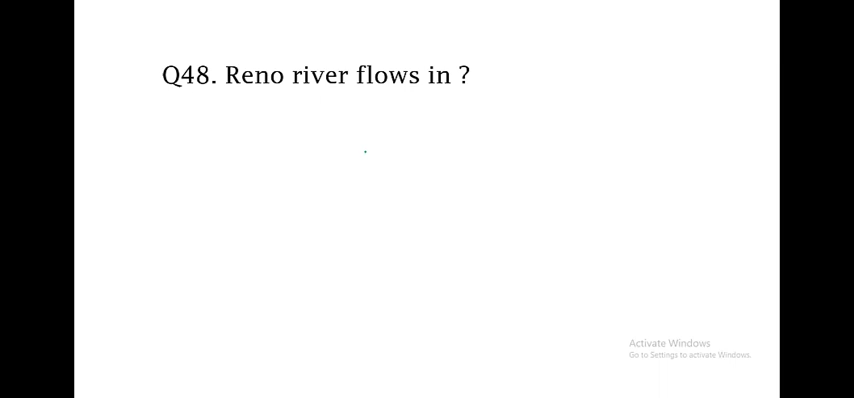 Q48. Reno river flows in ?
Activate Windows
Go to Settings to activate Windows.